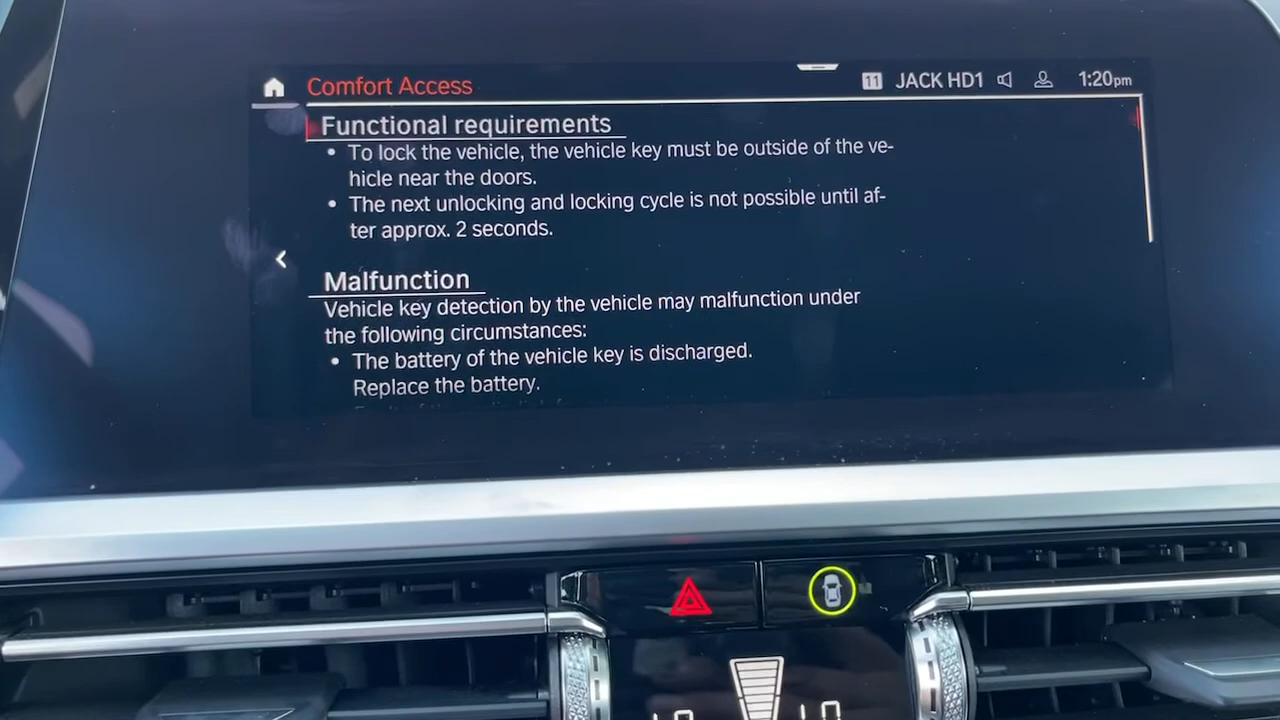 Comfort Access
11 JACK HD1 1:20pm
Functional requirements
• To lock the vehicle, the vehicle key must be outside of the ve-
hicle near the doors.
• The next unlocking and locking cycle is not possible until af-
ter approx. 2 seconds.
Malfunction
Vehicle key detection by the vehicle may malfunction under
the following circumstances:
• The battery of the vehicle key is discharged.
Replace the battery.